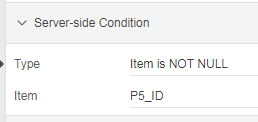 Server-side Condition
Type Item is NOT NULL
Item P5_ID